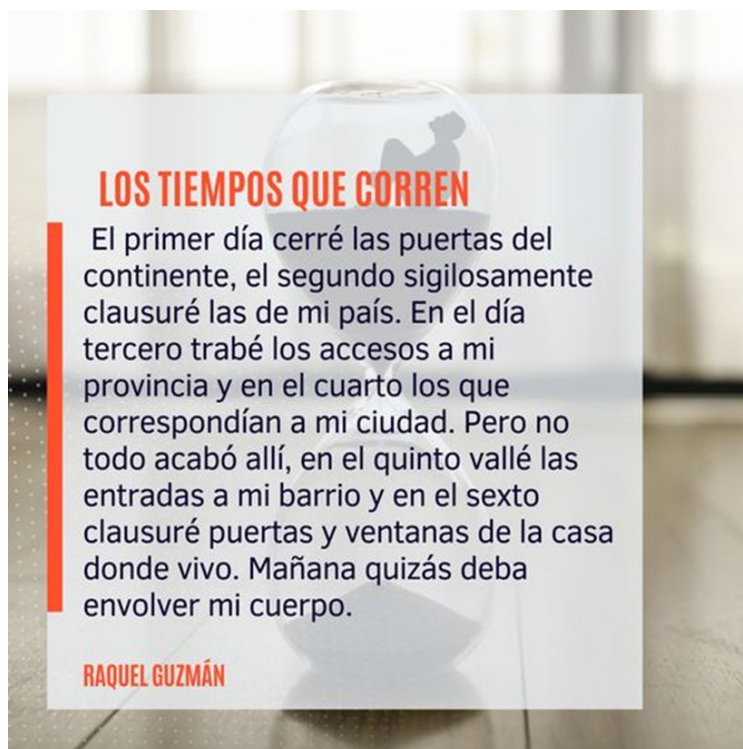 LOS TIEMPOS QUE CORREN
El primer día cerré las puertas del
continente, el segundo sigilosamente
clausuré las de mi país. En el día
tercero trabé los accesos a mi
provincia y en el cuarto los que
correspondían a mi ciudad. Pero no
todo acabó allí, en el quinto vallé las
entradas a mi barrio y en el sexto
clausuré puertas y ventanas de la casa
donde vivo. Mañana quizás deba
envolver mi cuerpo.
RAQUEL GUZMÁN